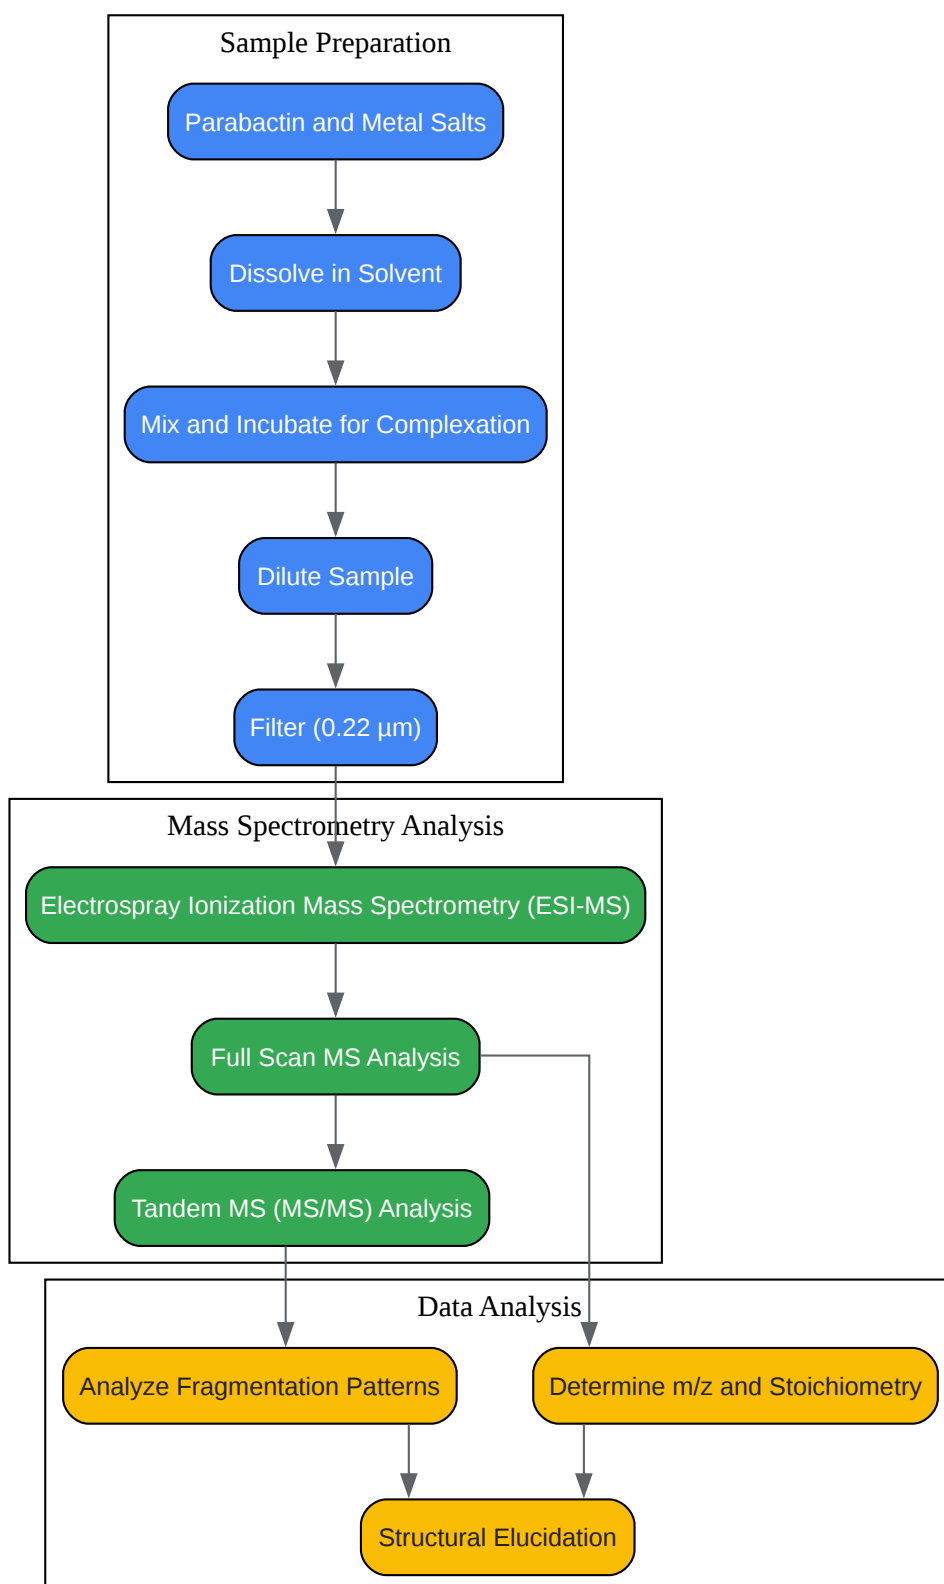 Sample Preparation
Parabactin and Metal Salts
Dissolve in Solvent
Mix and Incubate for Complexation
Dilute Sample
Filter (0.22 µm)
Mass Spectrometry Analysis
Electrospray Ionization Mass Spectrometry (ESI-MS)
Full Scan MS Analysis
Tandem MS (MS/MS) Analysis
Data Analysis
Analyze Fragmentation Patterns
Determine m/z and Stoichiometry
Structural Elucidation